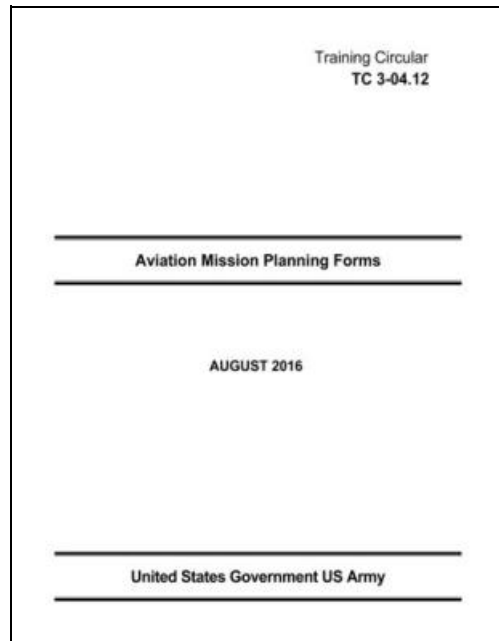 Training Circular
TC 3-04.12
Aviation Mission Planning Forms
AUGUST 2016
United States Government US Army